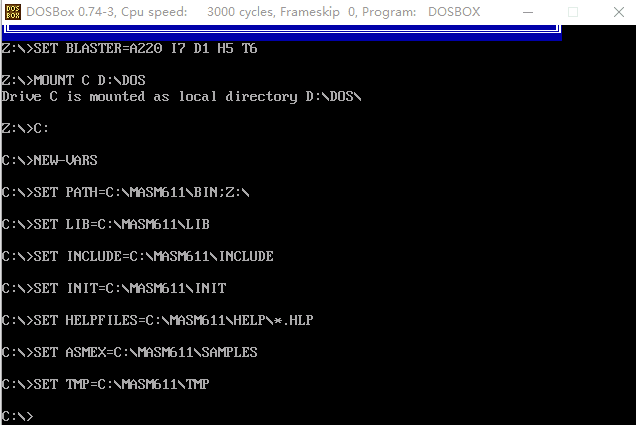 DOS
BOX
DOSBox 0.74-3, Cpu speed: 3000 cycles, Frameskip 0, Program: DOSBOX
Z:\>SET BLASTER=A220 I7 D1 H5 T6
Z:\>MOUNT C D:\DOS
Drive C is mounted as local directory D:\DOS\
Z:\>C:
C:\>NEW-VARS
C:\>SET PATH=C:\MASM611\BIN;Z:\
C:\>SET LIB=C:\MASM611\LIB
C:\>SET INCLUDE=C:\MASM611\INCLUDE
C:\>SET INIT=C:\MASM611\INIT
C:\>SET HELPFILES=C:\MASM611\HELP\*.HLP
C:\>SET ASMEX=C:\MASM611\SAMPLES
C:\>SET TMP=C:\MASM611\TMP
C:\>